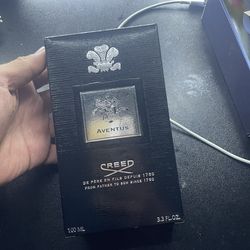 AVENTUS
CREED
DE PÈRE EN FILS DEPUIS 1760
FROM FATHER TO SON SINCE 1760
100 ML
3.3 FL.OZ.